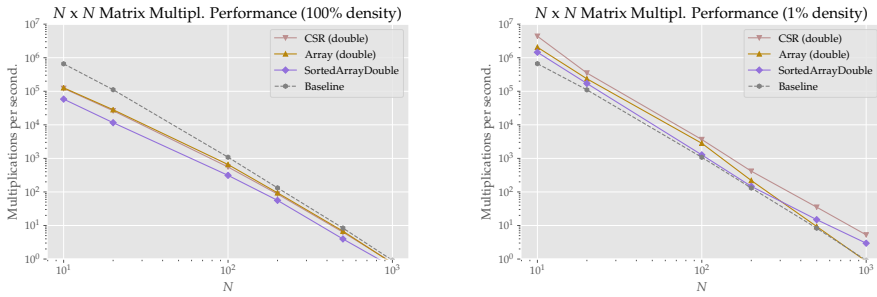 N x N Matrix Multipl. Performance (100% density)
Multiplications per second.
10^7
10^6
10^5
10^4
10^3
10^2
10^1
10^0
CSR (double)
Array (double)
SortedArrayDouble
Baseline
10^1
10^2
10^3
N
N x N Matrix Multipl. Performance (1% density)
Multiplications per second.
10^7
10^6
10^5
10^4
10^3
10^2
10^1
10^0
CSR (double)
Array (double)
SortedArrayDouble
Baseline
10^1
10^2
10^3
N